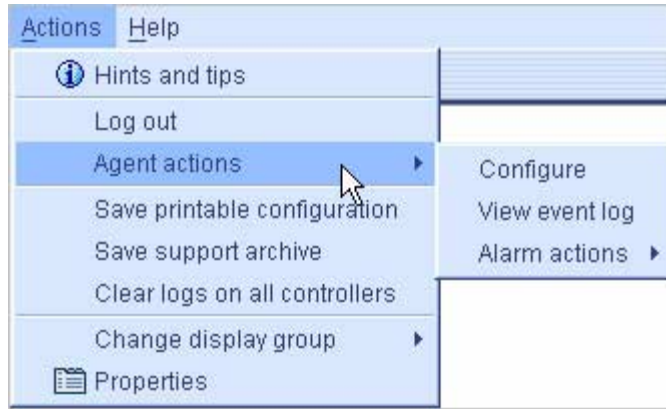 Actions Help
Hints and tips
Log out
Agent actions
Configure
Save printable configuration
View event log
Save support archive
Alarm actions
Clear logs on all controllers
Change display group
Properties